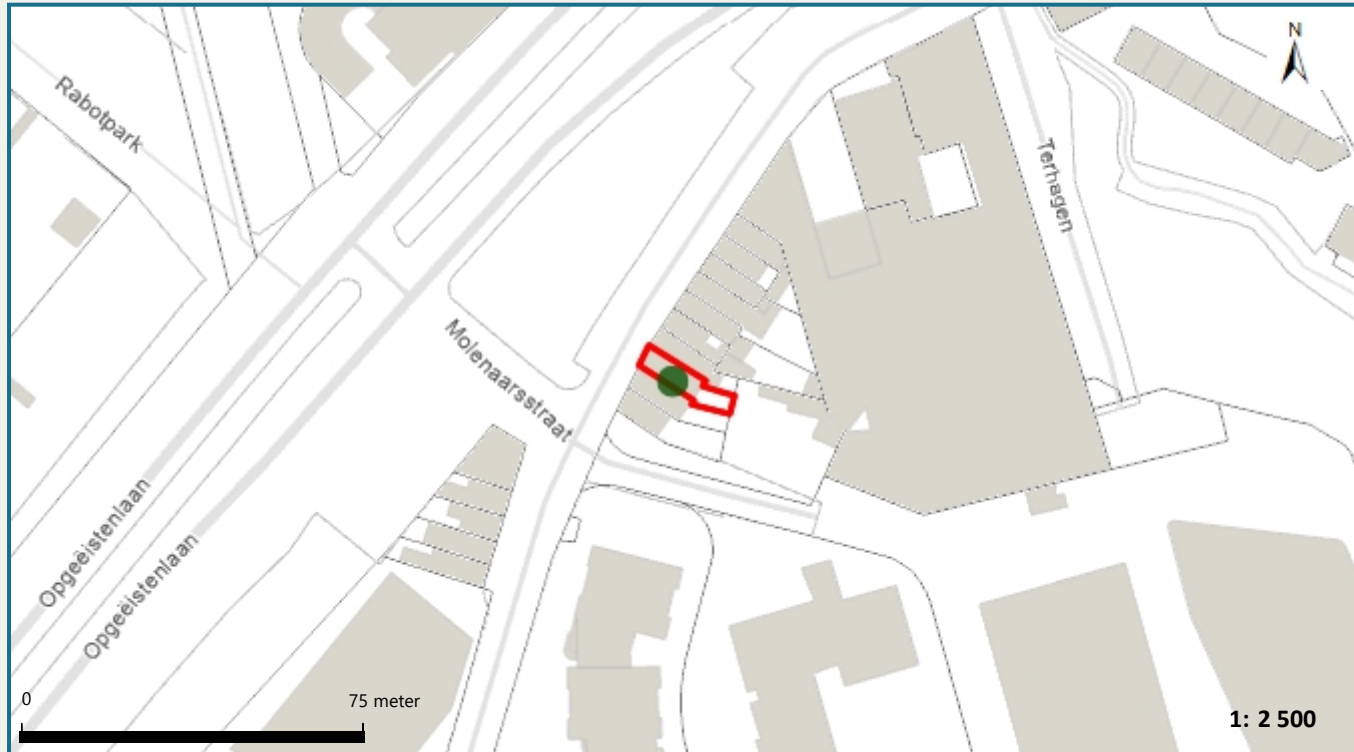 N
Rabotpark
Terhagen
Molenaarsstraat
Opgeëistenlaan
Opgeëistenlaan
0
75 meter
1: 2 500